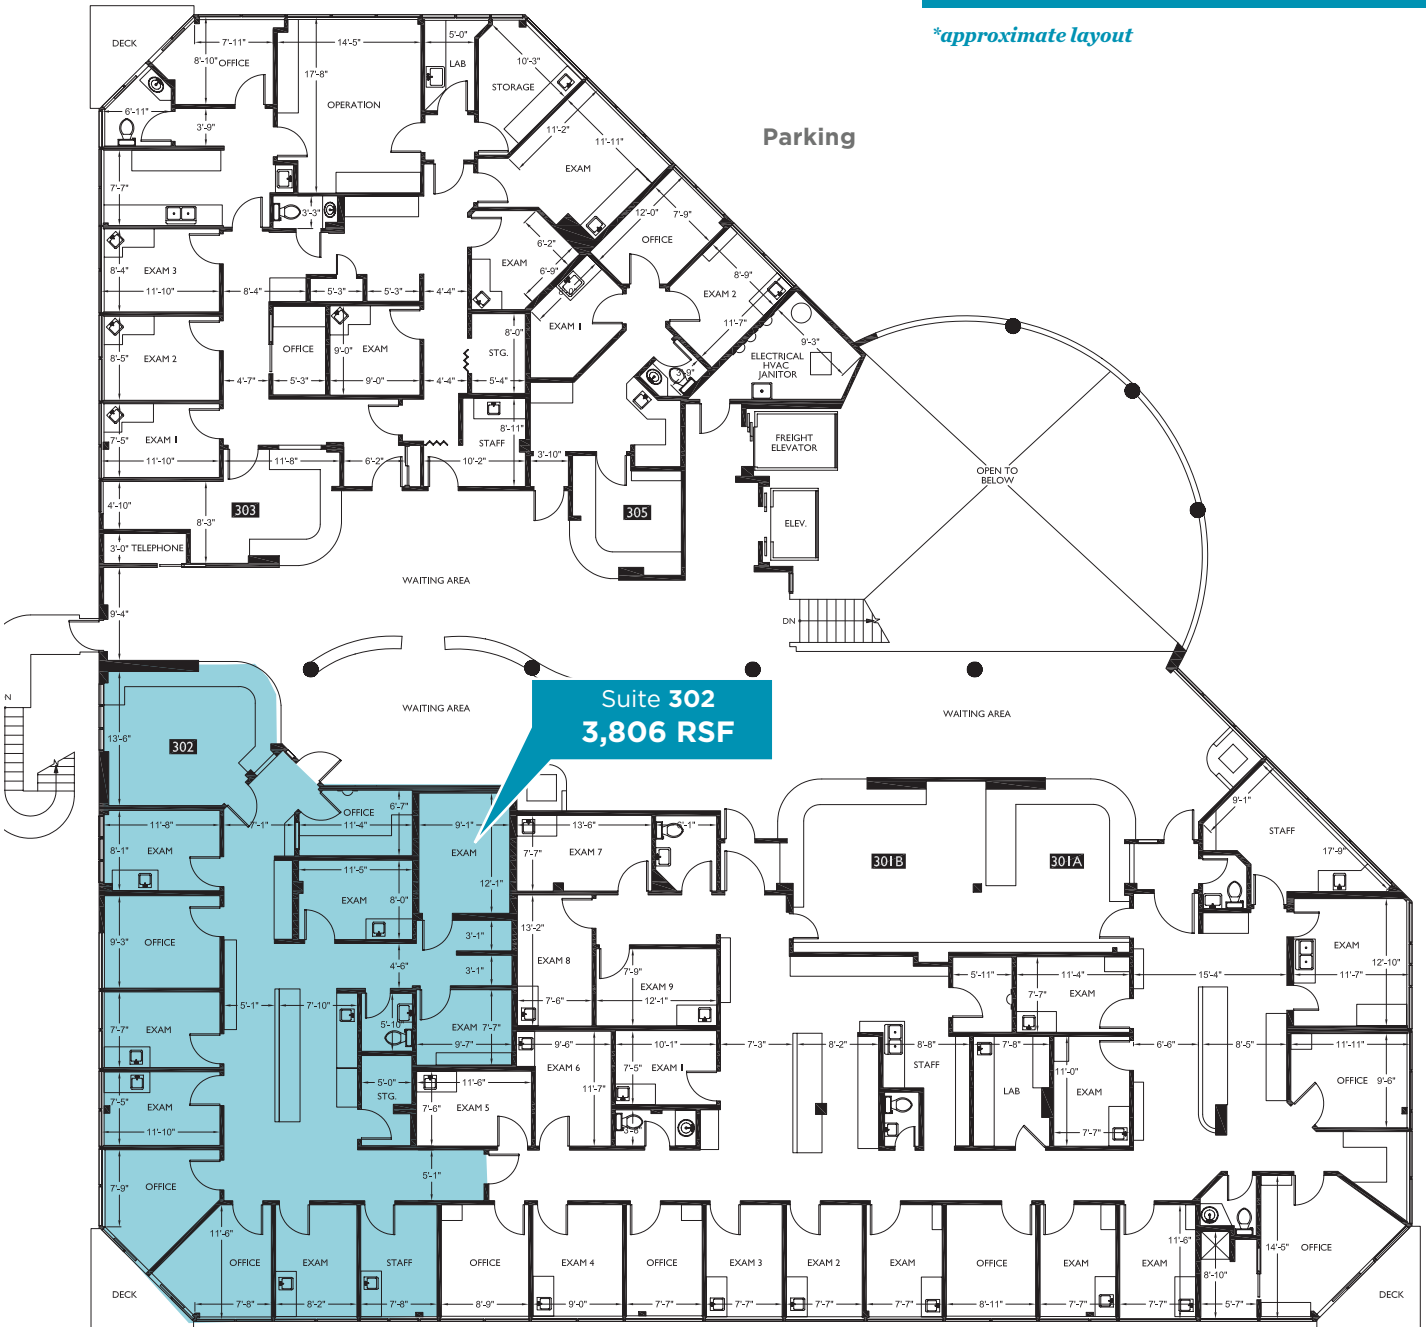 *approximate layout
Parking
DECK
7'-11"
8'-10"
OFFICE
14'-5"
17'-8"
OPERATION
5'-0"
LAB
10'-3"
STORAGE
6'-11"
3'-9"
11'-2"
11'-11"
EXAM
7'-7"
3'-3"
12'-0"
7'-9"
OFFICE
8'-4"
EXAM 3
11'-10"
8'-4"
5'-3"
5'-3"
4'-4"
6'-2"
EXAM
6'-9"
8'-9"
EXAM 2
11'-7"
8'-5"
EXAM 2
OFFICE
5'-3"
4'-7"
9'-0"
EXAM
9'-0"
4'-4"
8'-0"
STG.
5'-4"
EXAM 1
9'-3"
ELECTRICAL
HVAC
JANITOR
7'-5"
EXAM 1
11'-10"
11'-8"
6'-2"
8'-11"
STAFF
10'-2"
3'-10"
FREIGHT
ELEVATOR
OPEN TO
BELOW
4'-10"
8'-3"
303
305
ELEV.
3'-0"
TELEPHONE
WAITING AREA
9'-4"
DN
N
WAITING AREA
Suite 302
3,806 RSF
WAITING AREA
13'-6"
302
11'-8"
8'-1"
EXAM
7'-1"
OFFICE
6'-7"
11'-4"
9'-1"
EXAM
12'-1"
13'-6"
7'-7"
EXAM 7
301B
301A
9'-1"
STAFF
17'-9"
11'-5"
EXAM
8'-0"
9'-3"
OFFICE
3'-1"
4'-6"
3'-1"
13'-2"
EXAM 8
7'-6"
7'-9"
EXAM 9
12'-1"
5'-11"
11'-4"
7'-7"
EXAM
15'-4"
EXAM
12'-10"
11'-7"
7'-7"
EXAM
5'-1"
7'-10"
5'-10"
EXAM
7'-7"
9'-7"
9'-6"
EXAM 6
11'-7"
10'-1"
7'-5"
EXAM 1
7'-3"
8'-2"
8'-8"
STAFF
7'-8"
LAB
11'-0"
EXAM
7'-7"
6'-6"
8'-5"
11'-11"
OFFICE
9'-6"
7'-5"
EXAM
11'-10"
5'-0"
STG.
11'-6"
7'-6"
EXAM 5
3'-6"
7'-9"
OFFICE
5'-1"
11'-6"
OFFICE
7'-8"
EXAM
8'-2"
STAFF
7'-8"
OFFICE
8'-9"
EXAM 4
9'-0"
OFFICE
7'-7"
EXAM 3
7'-7"
EXAM 2
7'-7"
EXAM
7'-7"
OFFICE
8'-11"
EXAM
7'-7"
11'-6"
EXAM
7'-7"
8'-10"
5'-7"
14'-5"
OFFICE
DECK
DECK